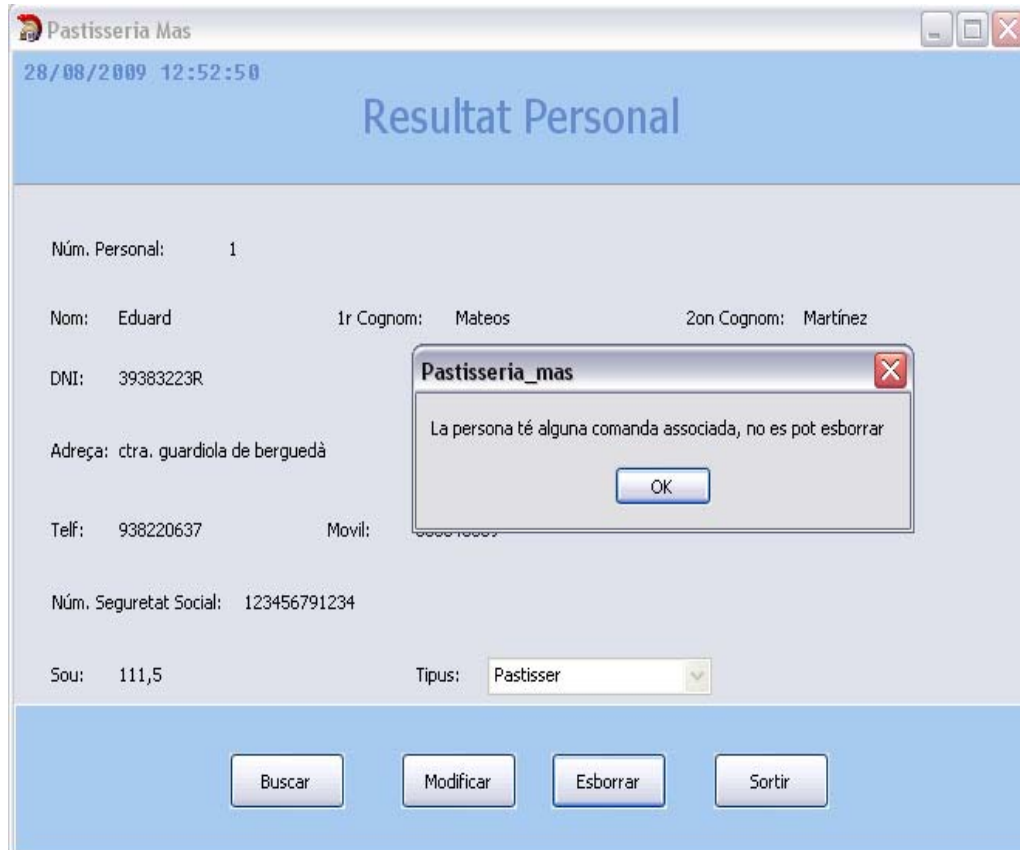 Pastisseria Mas
28/08/2009 12:52:50
Resultat Personal
Núm. Personal: 1
Nom: Eduard 1r Cognom: Mateos 2on Cognom: Martínez
DNI: 39383223R
Pastisseria_mas
La persona té alguna comanda associada, no es pot esborrar
OK
Adreça: ctra. guardiola de berguedà
Telf: 938220637 Movil:
Núm. Seguretat Social: 123456791234
Sou: 111,5 Tipus: Pastisser
Buscar Modificar Esborrar Sortir